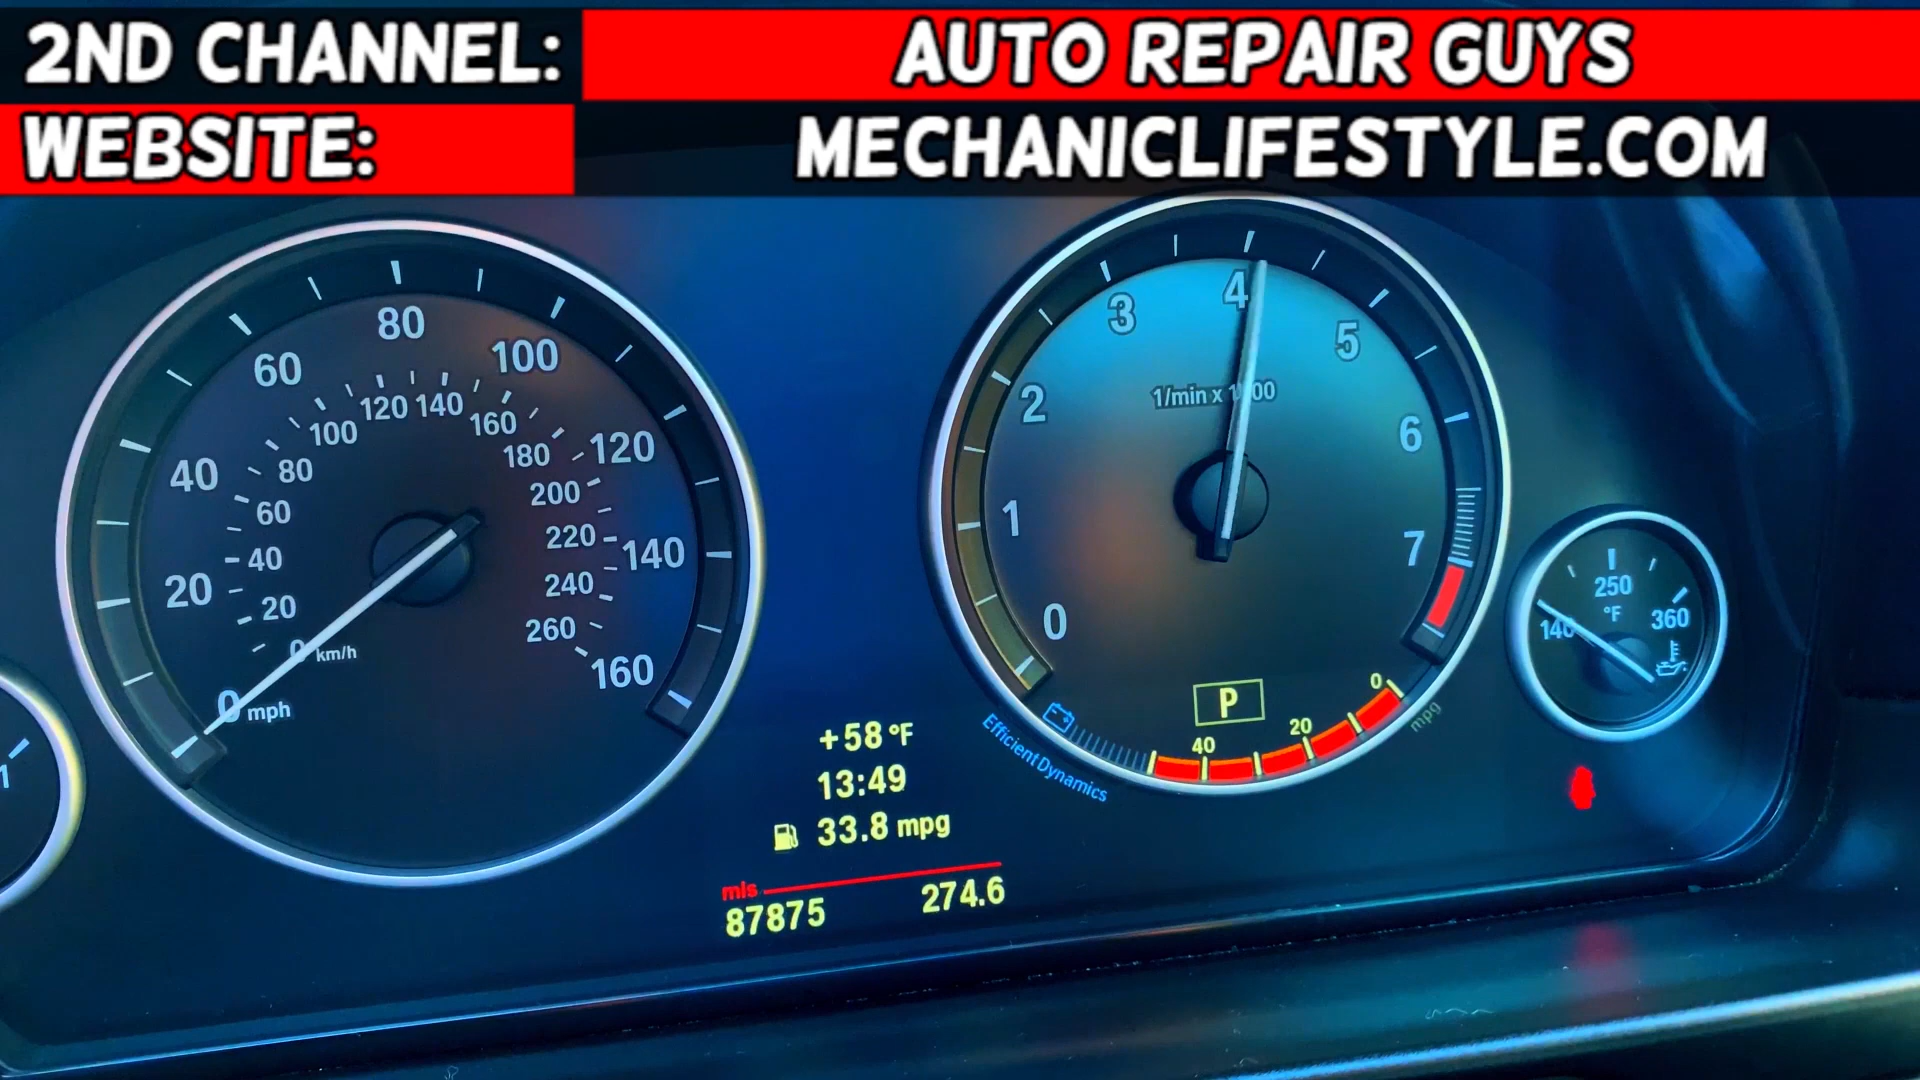 2ND CHANNEL: AUTO REPAIR GUYS
WEBSITE: MECHANICLIFESTYLE.COM
0 20 40 60 80 100 120 140 160
mph
0 20 40 60 80 100 120 140 160 180 200 220 240 260
km/h
0 1 2 3 4 5 6 7
1/min x
140 250 360
°F
1
P
40 20 0
mpg
EfficientDynamics
+58 °F
13:49
33.8 mpg
mls
87875 274.6